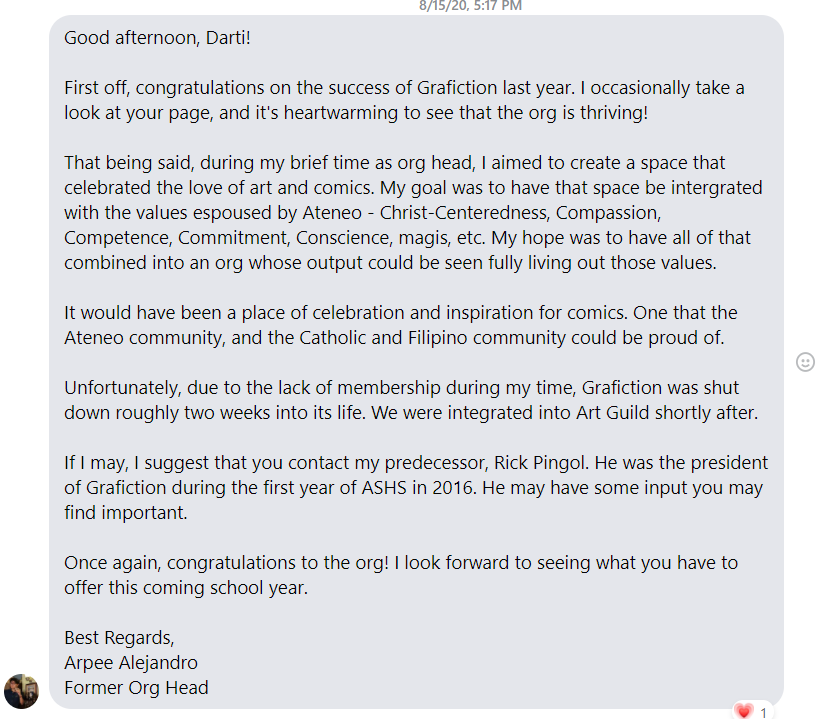 8/15/20, 5:17 PM
Good afternoon, Darti!
First off, congratulations on the success of Grafiction last year. I occasionally take a
look at your page, and it's heartwarming to see that the org is thriving!
That being said, during my brief time as org head, I aimed to create a space that
celebrated the love of art and comics. My goal was to have that space be intergrated
with the values espoused by Ateneo - Christ-Centeredness, Compassion,
Competence, Commitment, Conscience, magis, etc. My hope was to have all of that
combined into an org whose output could be seen fully living out those values.
It would have been a place of celebration and inspiration for comics. One that the
Ateneo community, and the Catholic and Filipino community could be proud of.
Unfortunately, due to the lack of membership during my time, Grafiction was shut
down roughly two weeks into its life. We were integrated into Art Guild shortly after.
If I may, I suggest that you contact my predecessor, Rick Pingol. He was the president
of Grafiction during the first year of ASHS in 2016. He may have some input you may
find important.
Once again, congratulations to the org! I look forward to seeing what you have to
offer this coming school year.
Best Regards,
Arpee Alejandro
Former Org Head
1